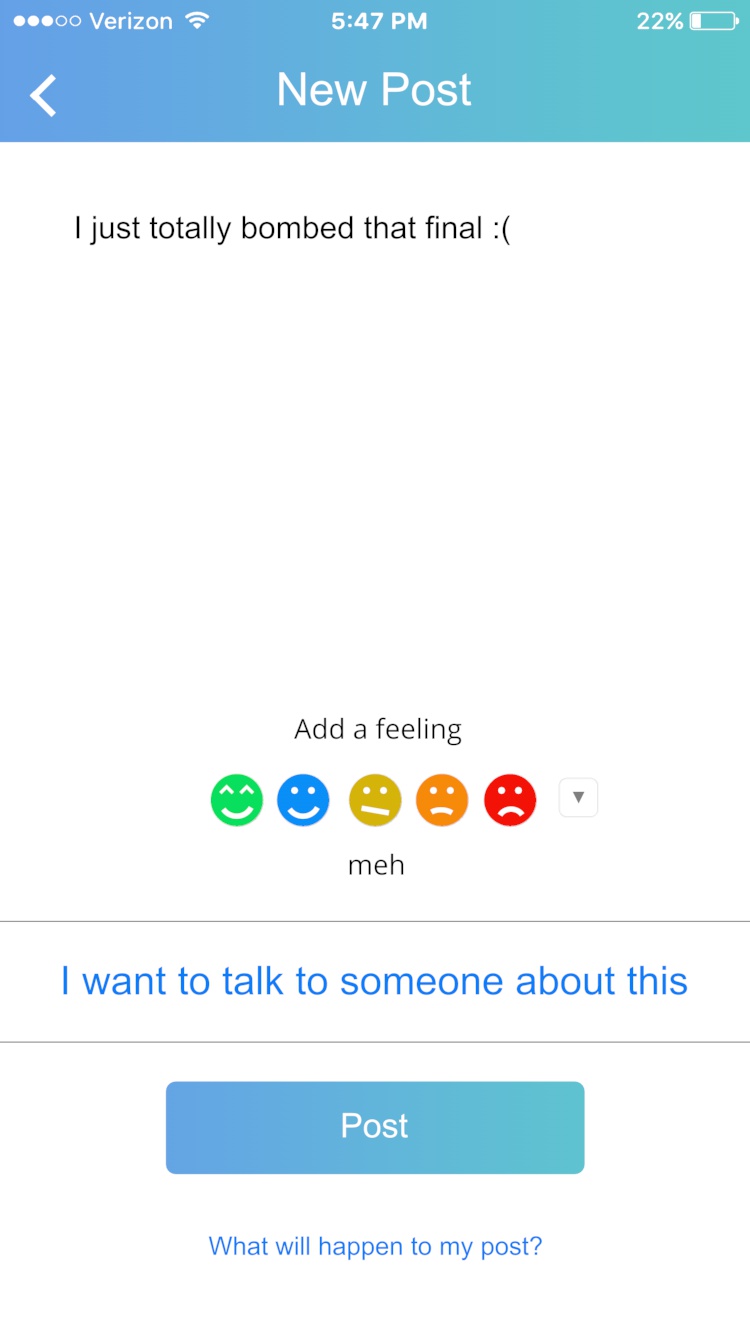 Verizon 5:47 PM 22%
New Post
I just totally bombed that final :(
Add a feeling
meh
I want to talk to someone about this
Post
What will happen to my post?